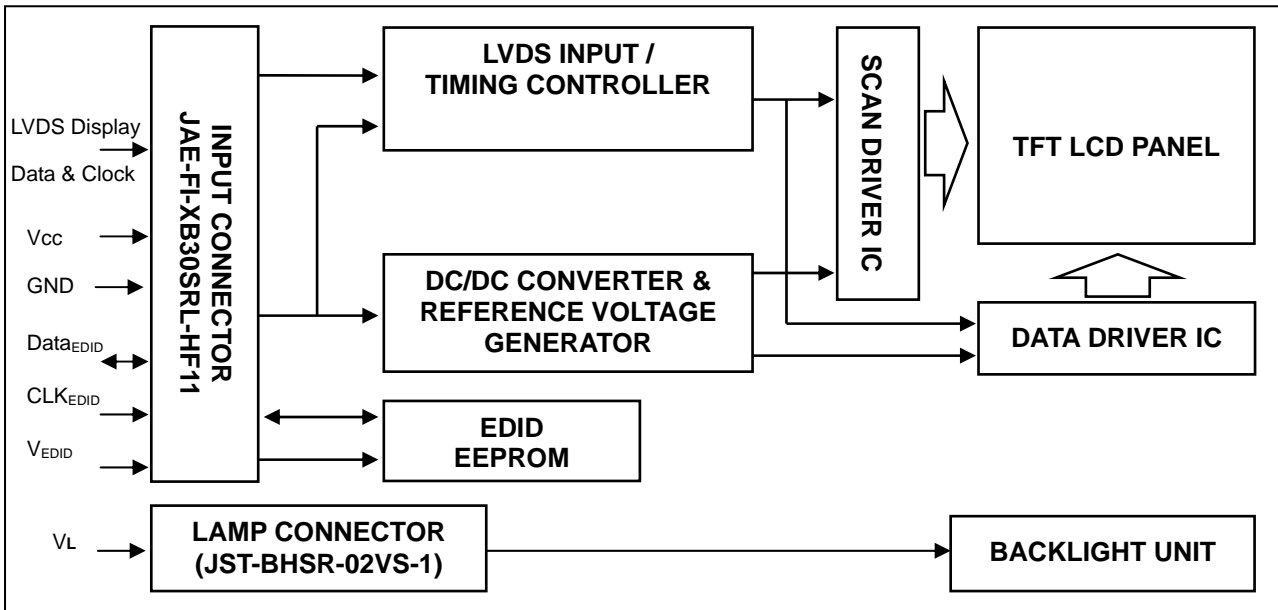 LVDS Display
Data & Clock
Vcc
GND
DataEDID
CLKEDID
VEDID
VL
INPUT CONNECTOR
JAE-FI-XB30SRL-HF11
LVDS INPUT /
TIMING CONTROLLER
DC/DC CONVERTER &
REFERENCE VOLTAGE
GENERATOR
EDID
EEPROM
LAMP CONNECTOR
(JST-BHSR-02VS-1)
SCAN DRIVER IC
TFT LCD PANEL
DATA DRIVER IC
BACKLIGHT UNIT